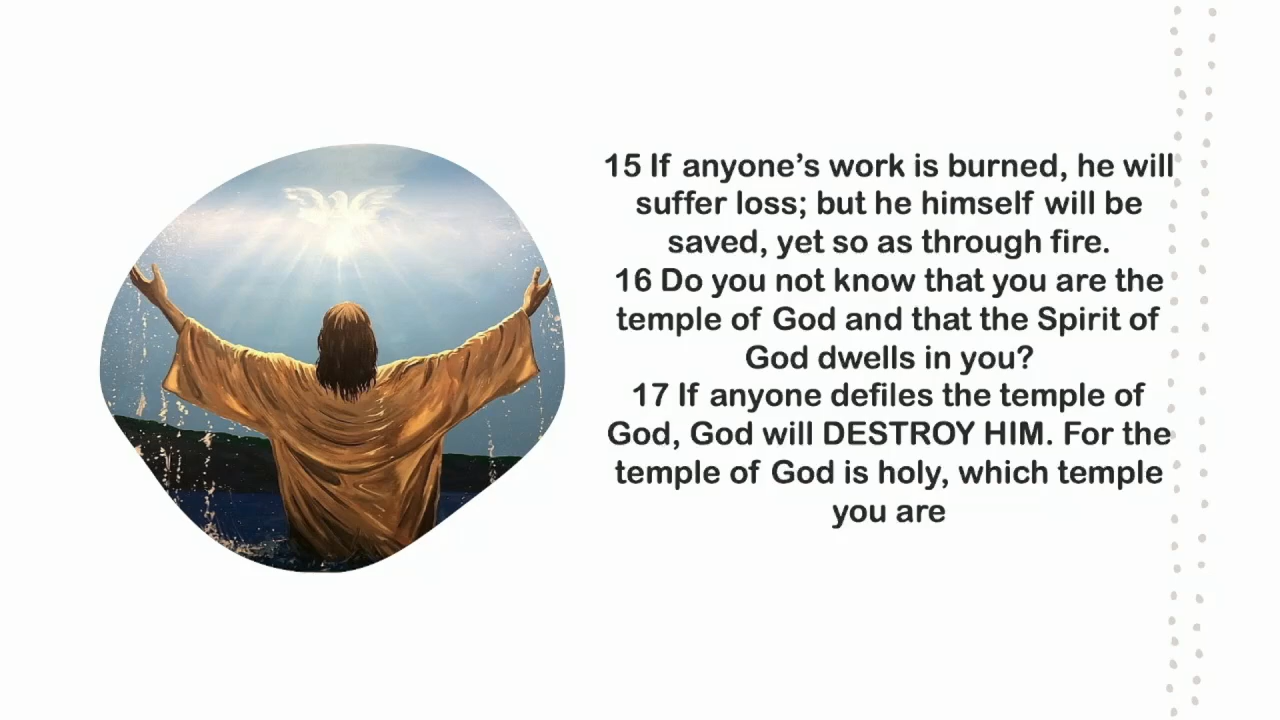 15 If anyone’s work is burned, he will
suffer loss; but he himself will be
saved, yet so as through fire.
16 Do you not know that you are the
temple of God and that the Spirit of
God dwells in you?
17 If anyone defiles the temple of
God, God will DESTROY HIM. For the
temple of God is holy, which temple
you are